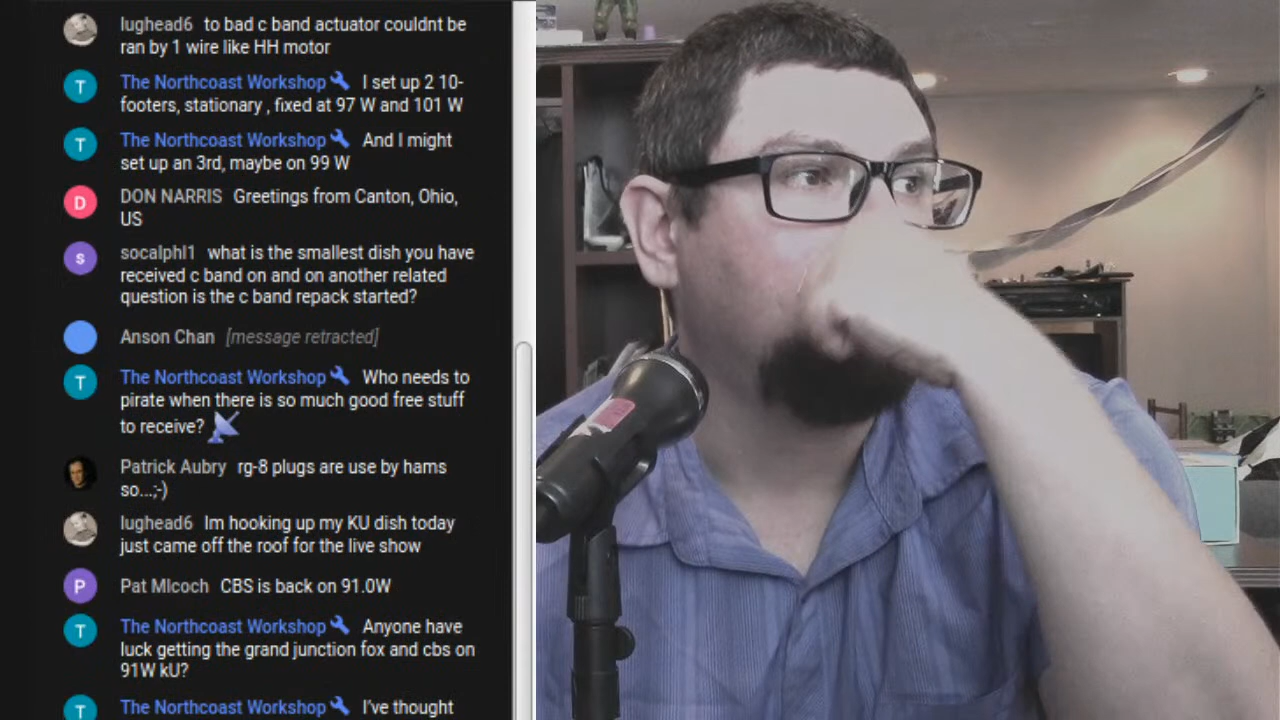 lughead6 to bad c band actuator couldnt be
ran by 1 wire like HH motor
T The Northcoast Workshop I set up 2 10-
footers, stationary , fixed at 97 W and 101 W
T The Northcoast Workshop And I might
set up an 3rd, maybe on 99 W
D DON NARRIS Greetings from Canton, Ohio,
US
s socalphl1 what is the smallest dish you have
received c band on and on another related
question is the c band repack started?
Anson Chan [message retracted]
T The Northcoast Workshop Who needs to
pirate when there is so much good free stuff
to receive?
Patrick Aubry rg-8 plugs are use by hams
so...;-)
lughead6 Im hooking up my KU dish today
just came off the roof for the live show
P Pat Mlcoch CBS is back on 91.0W
T The Northcoast Workshop Anyone have
luck getting the grand junction fox and cbs on
91W kU?
T The Northcoast Workshop I've thought